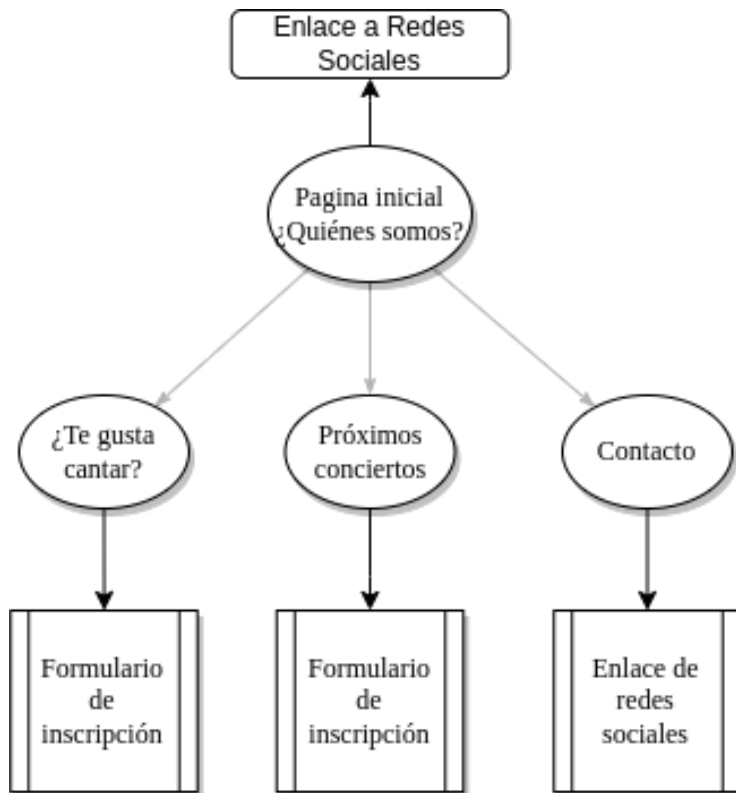 Enlace a Redes
Sociales
Pagina inicial
¿Quiénes somos?
¿Te gusta
cantar?
Próximos
conciertos
Contacto
Formulario
de
inscripción
Formulario
de
inscripción
Enlace de
redes
sociales